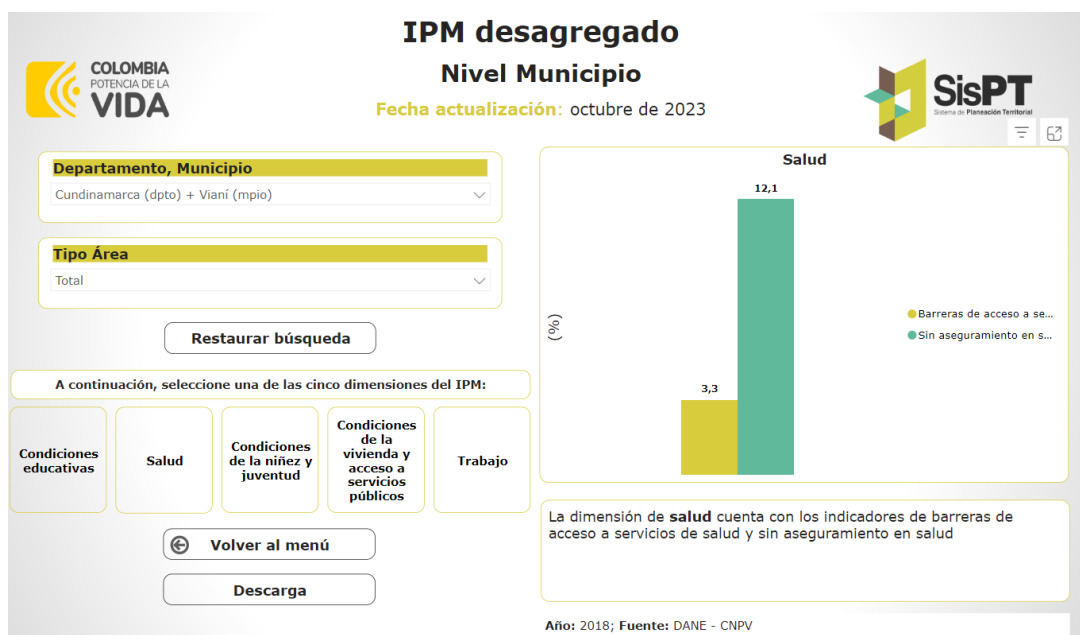 IPM desagregado
Nivel Municipio
Fecha actualización: octubre de 2023
COLOMBIA
POTENCIA DE LA
VIDA
SisPT
Sistema de Planeación Territorial
Departamento, Municipio
Cundinamarca (dpto) + Vianí (mpio)
Tipo Área
Total
Restaurar búsqueda
A continuación, seleccione una de las cinco dimensiones del IPM:
Condiciones
educativas
Salud
Condiciones
de la niñez y
juventud
Condiciones
de la
vivienda y
acceso a
servicios
públicos
Trabajo
Volver al menú
Descarga
Salud
12,1
3,3
(%)
Barreras de acceso a se...
Sin aseguramiento en s...
La dimensión de salud cuenta con los indicadores de barreras de
acceso a servicios de salud y sin aseguramiento en salud
Año: 2018; Fuente: DANE - CNPV